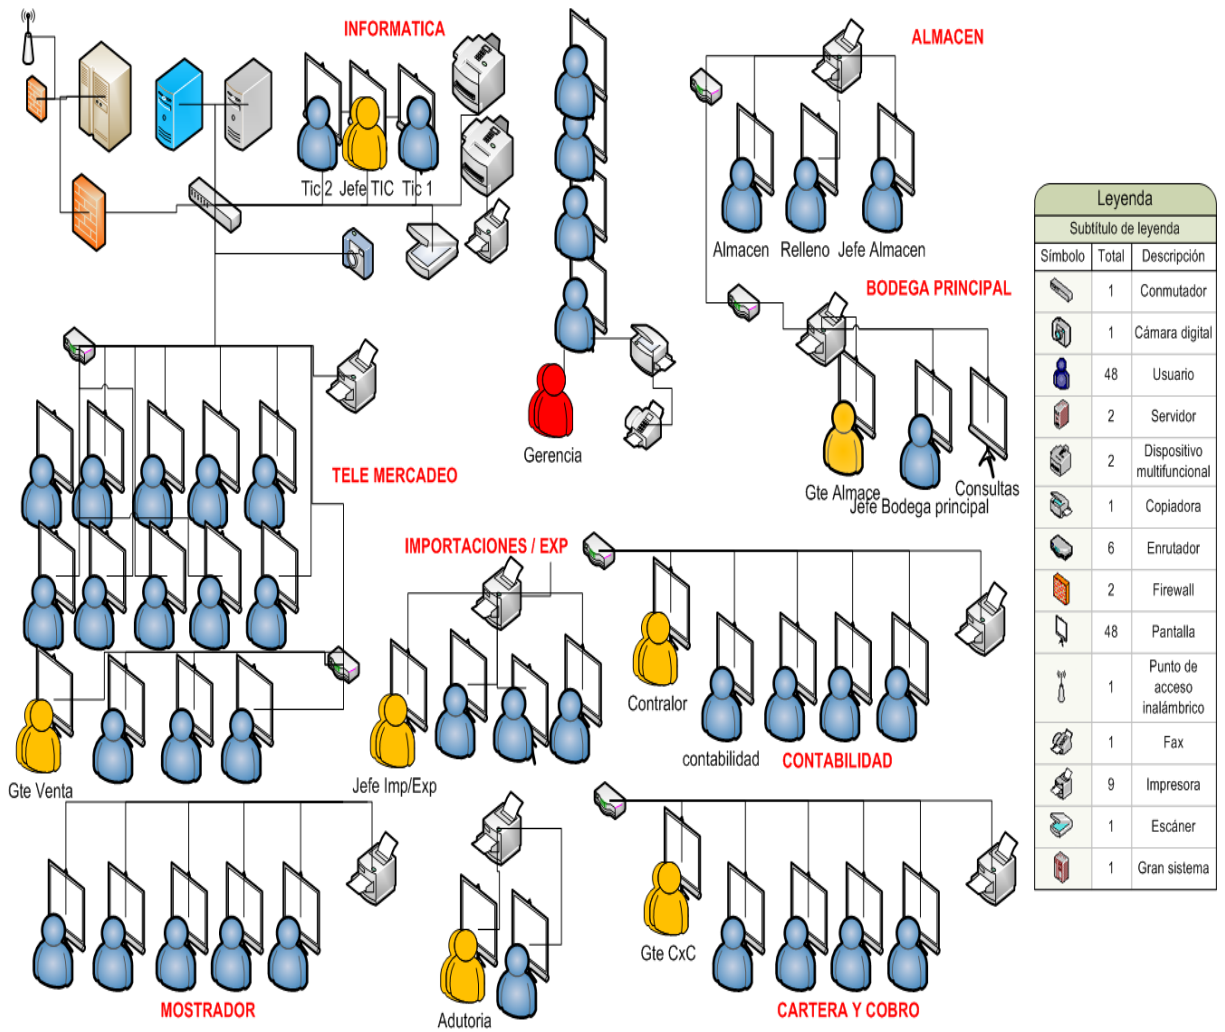 INFORMATICA
ALMACEN
Tic 2 Jefe TIC Tic 1
Almacen Relleno Jefe Almacen
BODEGA PRINCIPAL
Gerencia
TELE MERCADEO
Gte Almace
Jefe Bodega principal
Consultas
IMPORTACIONES / EXP
Contralor
contabilidad
CONTABILIDAD
Gte Venta
Jefe Imp/Exp
Gte CxC
MOSTRADOR
Adutoria
CARTERA Y COBRO
Leyenda
Subtítulo de leyenda
Símbolo Total Descripción
1 Conmutador
1 Cámara digital
48 Usuario
2 Servidor
2 Dispositivo
multifuncional
1 Copiadora
6 Enrutador
2 Firewall
48 Pantalla
1 Punto de
acceso
inalámbrico
1 Fax
9 Impresora
1 Escáner
1 Gran sistema